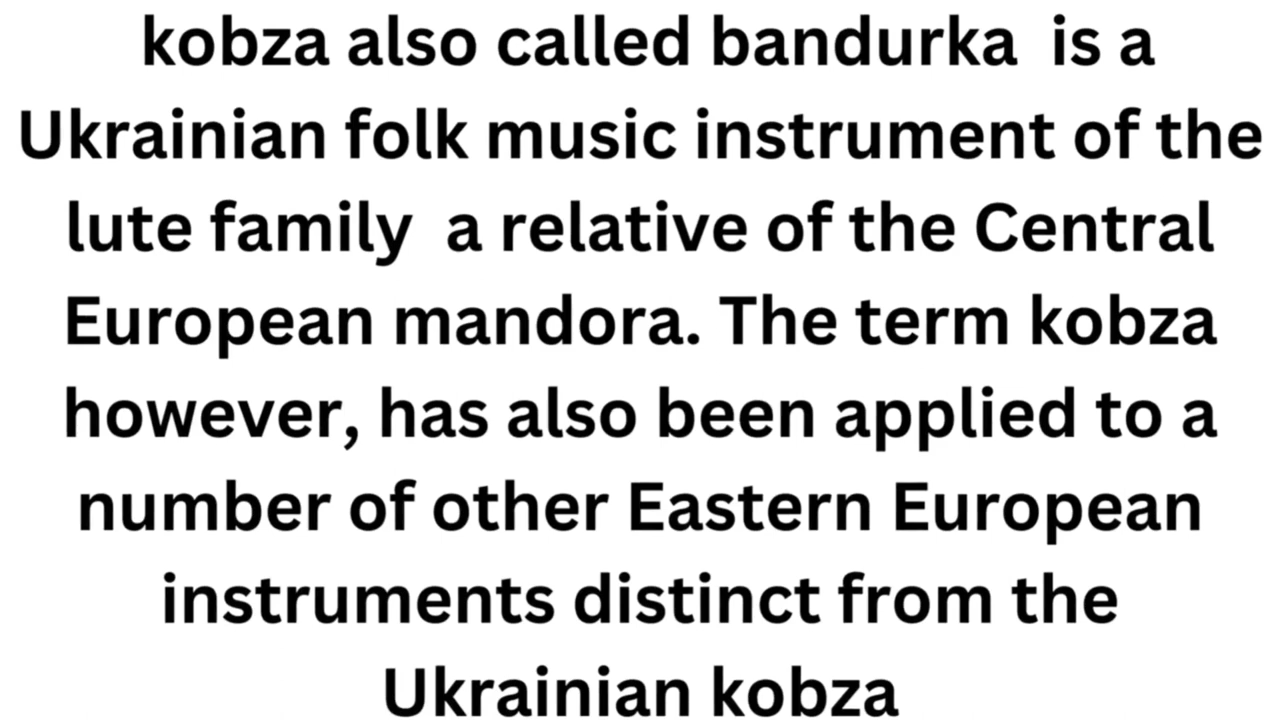 kobza also called bandurka  is a
Ukrainian folk music instrument of the
lute family  a relative of the Central
European mandora. The term kobza
however, has also been applied to a
number of other Eastern European
instruments distinct from the
Ukrainian kobza